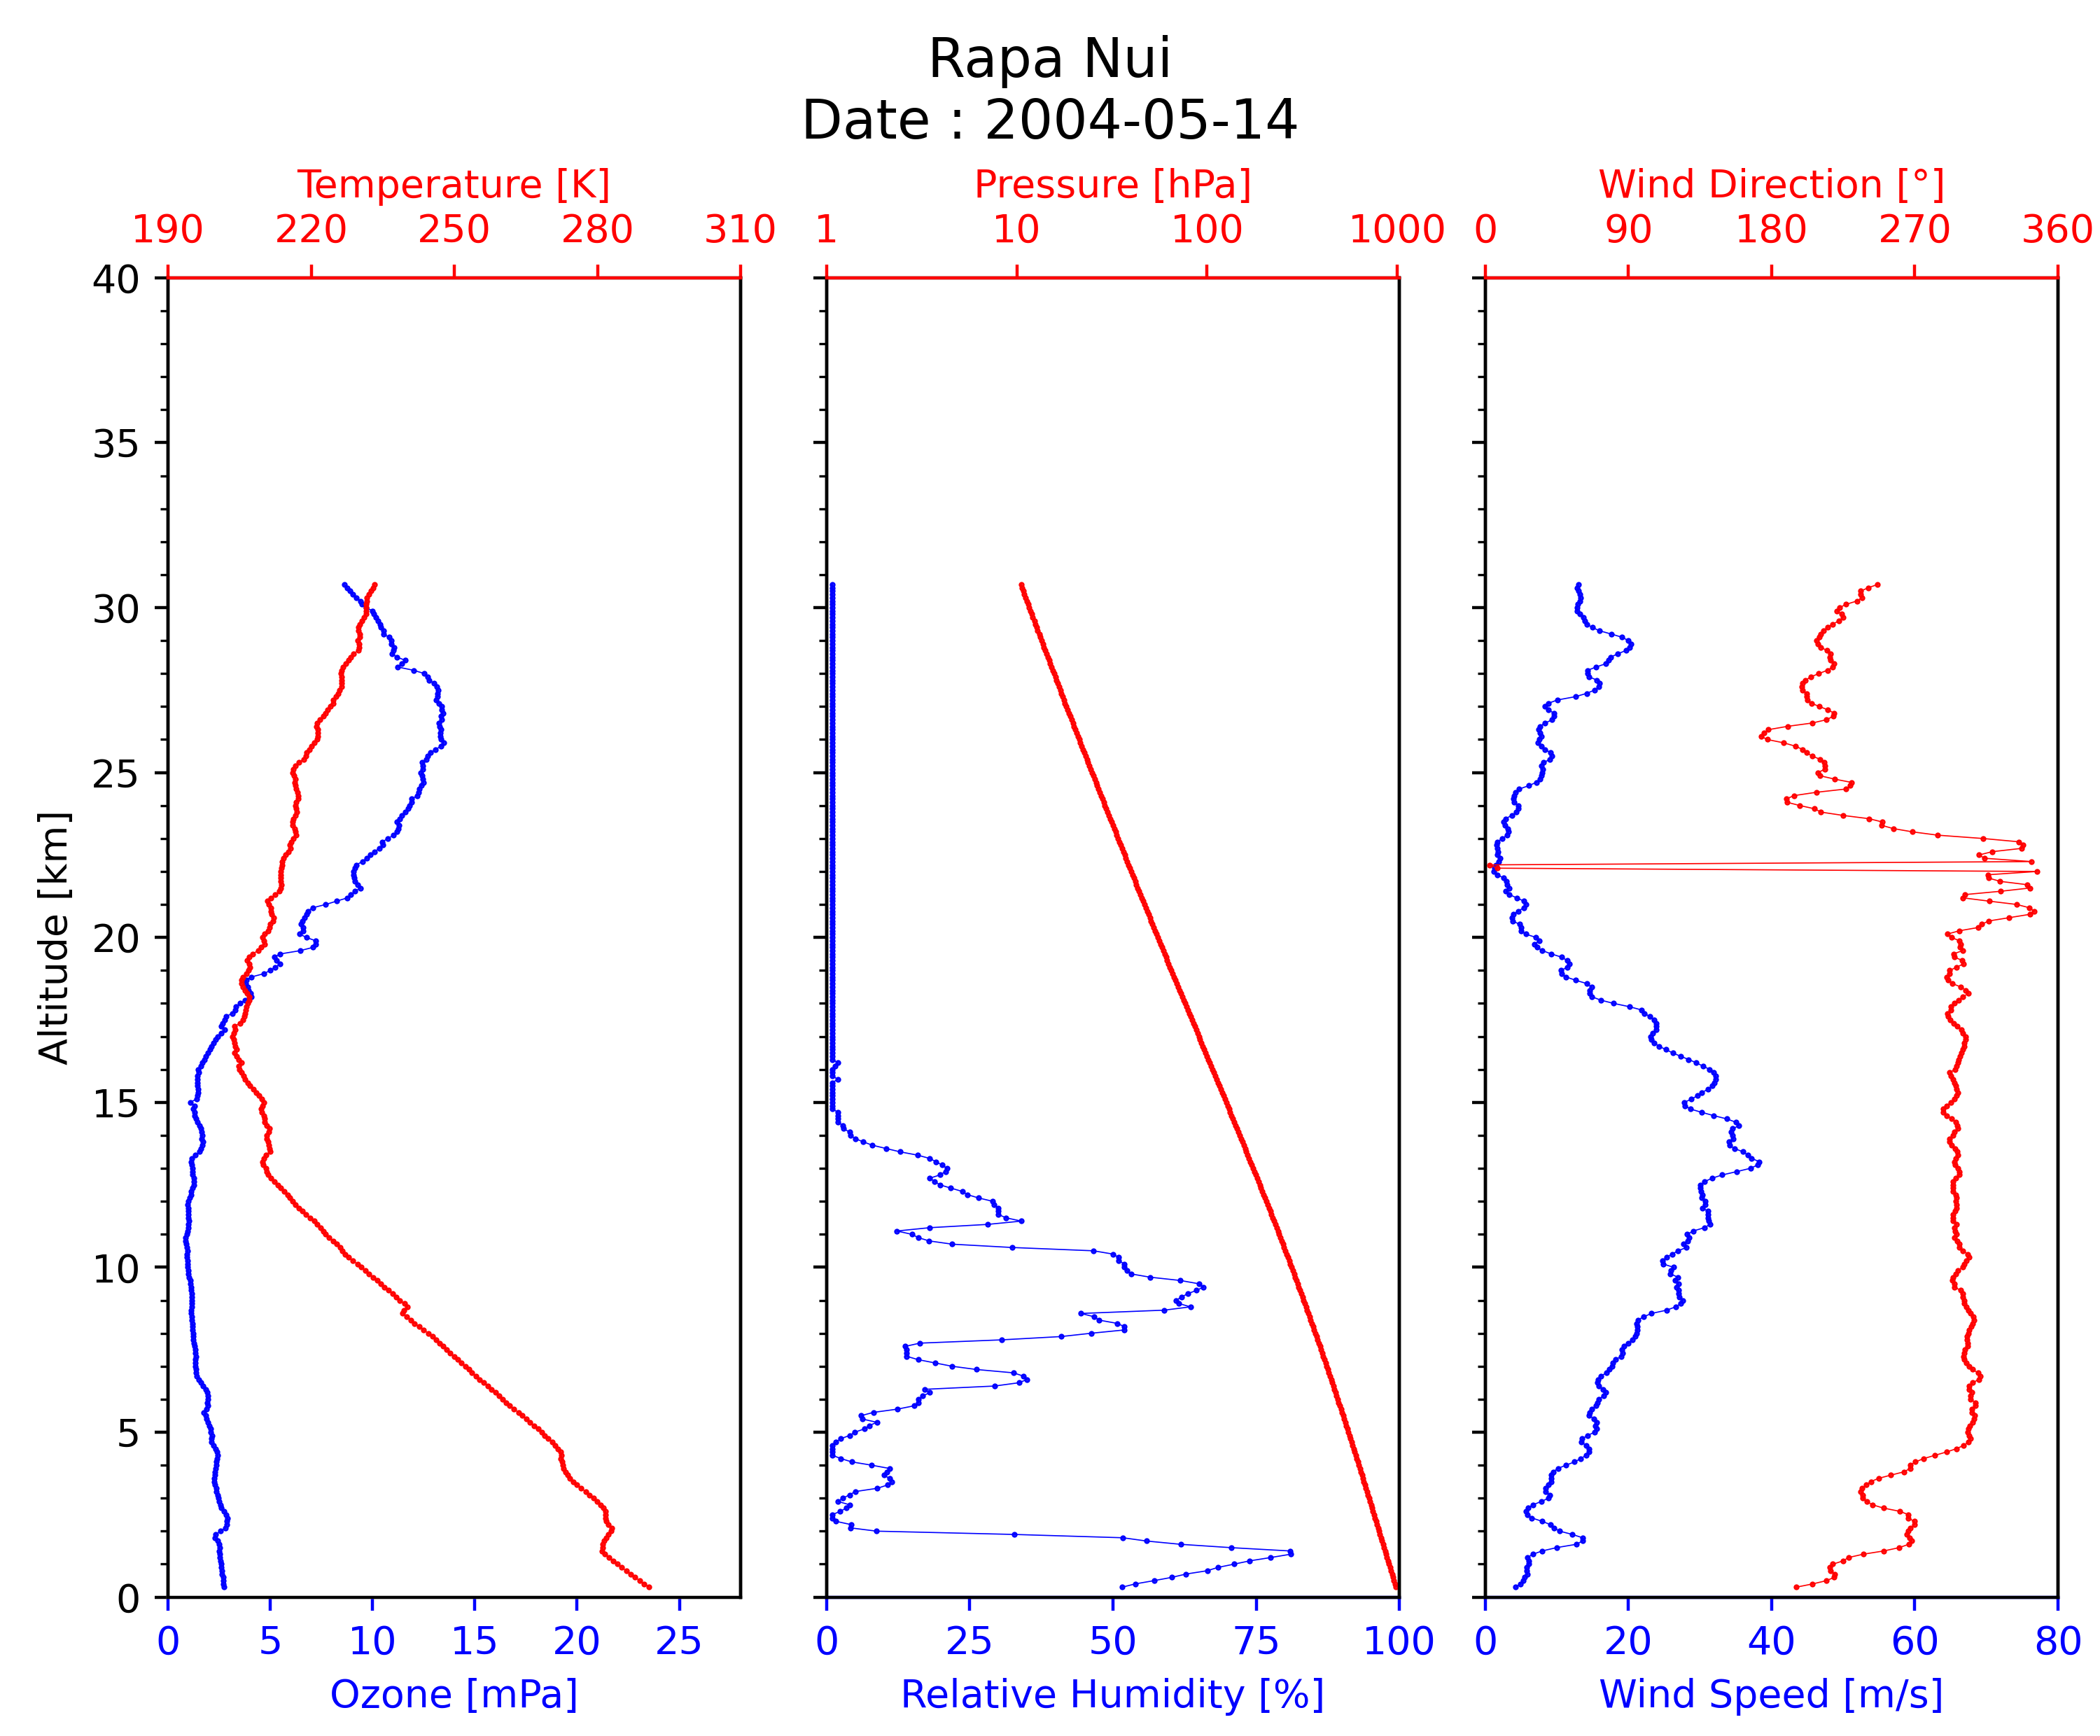 Rapa Nui
Date : 2004-05-14
Temperature [K]
190 220 250 280 310
Pressure [hPa]
1 10 100 1000
Wind Direction [°]
0 90 180 270 360
Altitude [km]
40
35
30
25
20
15
10
5
0
0 5 10 15 20 25
Ozone [mPa]
0 25 50 75 100
Relative Humidity [%]
0 20 40 60 80
Wind Speed [m/s]